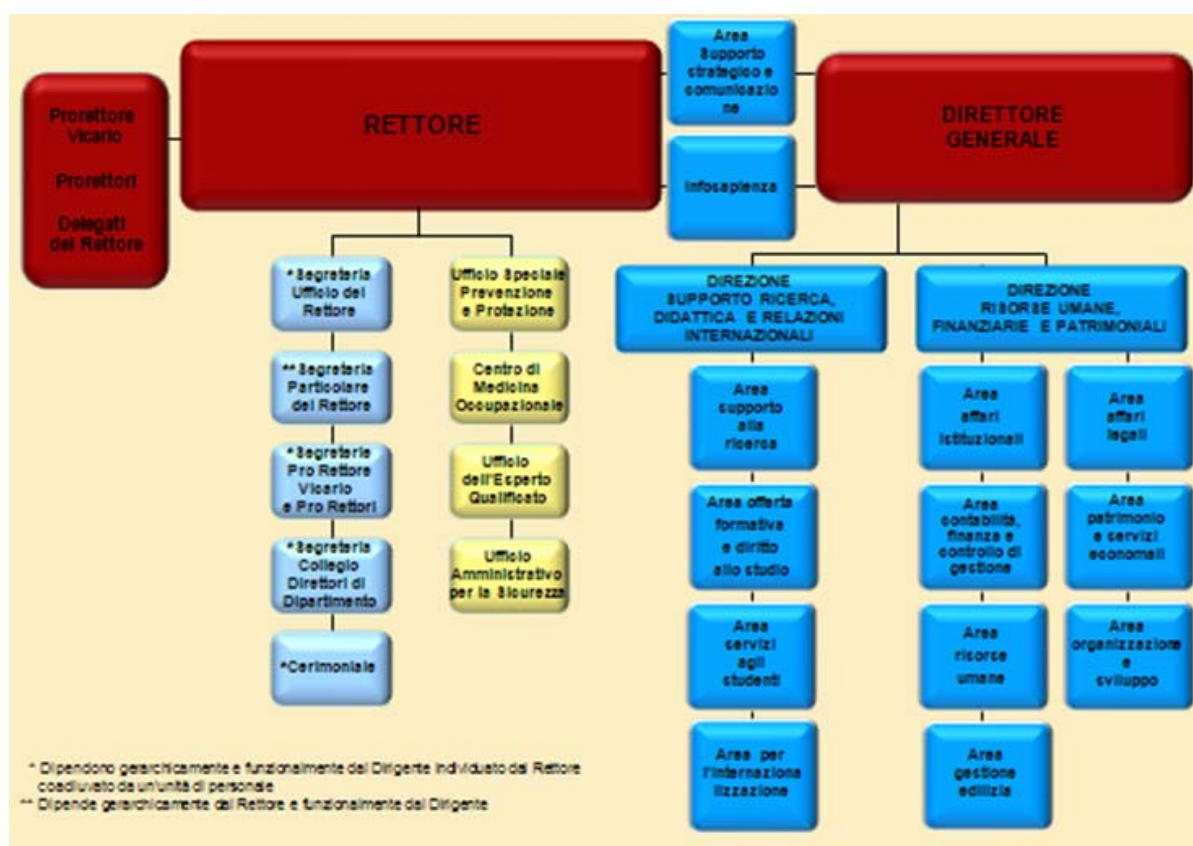 Prorettore
Vicario
Prorettori
Delegati
del Rettore
RETTORE
Area
Supporto
strategico e
comunicazio
ne
Infosapienza
DIRETTORE
GENERALE
*Segreteria
Ufficio del
Rettore
**Segreteria
Particolare
del Rettore
*Segreteria
Pro Rettore
Vicario
e Pro Rettori
*Segreteria
Collegio
Direttori di
Dipartimento
*Cerimoniale
Ufficio Speciale
Prevenzione
e Protezione
Centro di
Medicina
Occupazionale
Ufficio
dell'Esperto
Qualificato
Ufficio
Amministrativo
per la Sicurezza
DIREZIONE
SUPPORTO RICERCA,
DIDATTICA E RELAZIONI
INTERNAZIONALI
Area
supporto
alla
ricerca
Area offerta
formativa
e diritto
allo studio
Area
servizi
agli
studenti
Area per
l'internaziona
lizzazione
DIREZIONE
RISORSE UMANE,
FINANZIARIE E PATRIMONIALI
Area
affari
istituzionali
Area
contabilità,
finanza e
controllo di
gestione
Area
risorse
umane
Area
gestione
edilizia
Area
affari
legali
Area
patrimonio
e servizi
economali
Area
organizzazione
e
sviluppo
* Dipendono gerarchicamente e funzionalmente dal Dirigente individuato dal Rettore
coadiuvato da un'unità di personale
** Dipende gerarchicamente dal Rettore e funzionalmente dal Dirigente